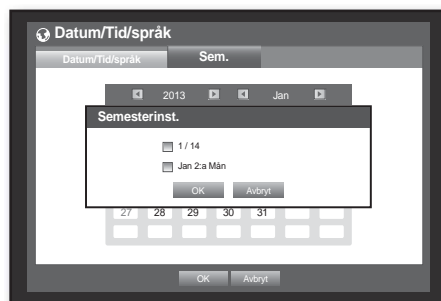 Datum/Tid/språk
Datum/Tid/språk Sem.
2013 Jan
Semesterinst.
1 / 14
Jan 2:a Mån
OK Avbryt
27 28 29 30 31
OK Avbryt